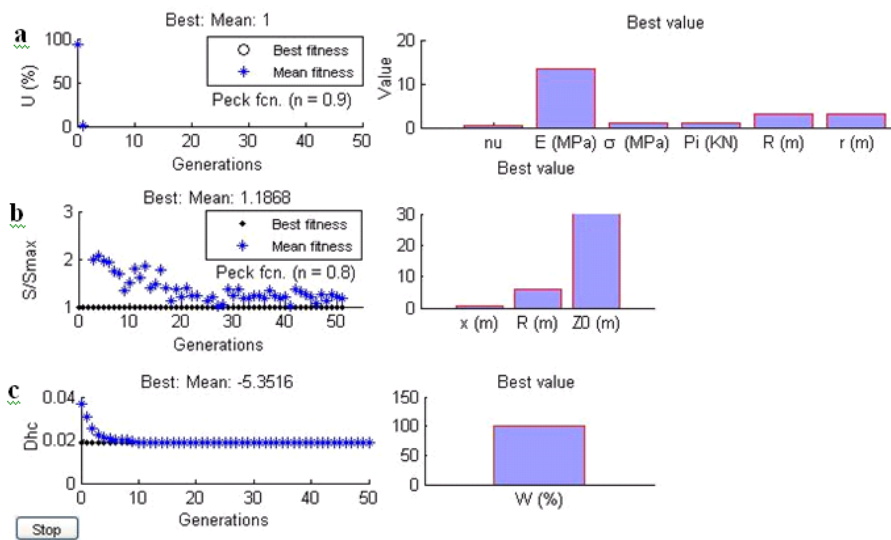 a
Best: Mean: 1
100
50
0
U (%)
Best fitness
Mean fitness
Peck fcn. (n = 0.9)
0 10 20 30 40 50
Generations
Best value
20
10
0
Value
nu E (MPa) σ (MPa) Pi (KN) R (m) r (m)
b
Best: Mean: 1.1868
3
2
1
S/Smax
Best fitness
Mean fitness
Peck fcn. (n = 0.8)
0 10 20 30 40 50 60
Generations
Best value
30
20
10
0
x (m) R (m) Z0 (m)
c
Best: Mean: -5.3516
0.04
0.02
0
Dhc
0 10 20 30 40 50
Generations
Best value
150
100
50
0
W (%)
Stop